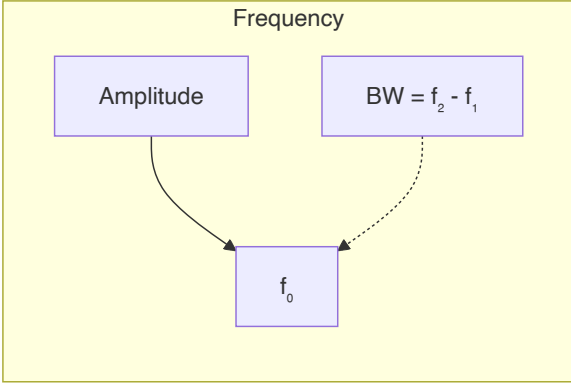 Frequency
Amplitude
BW = f₂ - f₁
f₀